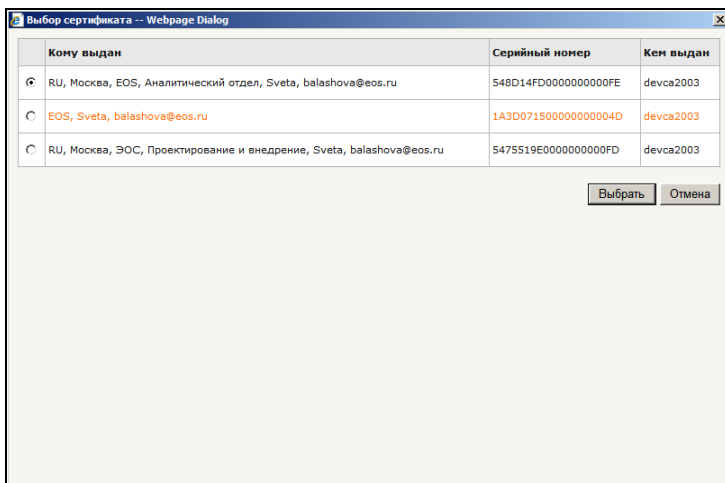 Выбор сертификата -- Webpage Dialog
Кому выдан Серийный номер Кем выдан
RU, Москва, EOS, Аналитический отдел, Sveta, balashova@eos.ru 548D14FD0000000000FE devca2003
EOS, Sveta, balashova@eos.ru 1A3D071500000000004D devca2003
RU, Москва, ЭОС, Проектирование и внедрение, Sveta, balashova@eos.ru 5475519E0000000000FD devca2003
Выбрать Отмена